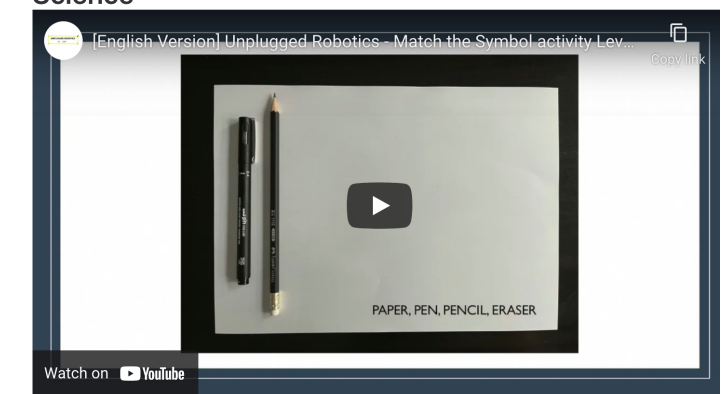 Science
[English Version] Unplugged Robotics - Match the Symbol activity Lev...
Copy link
PAPER, PEN, PENCIL, ERASER
Watch on YouTube